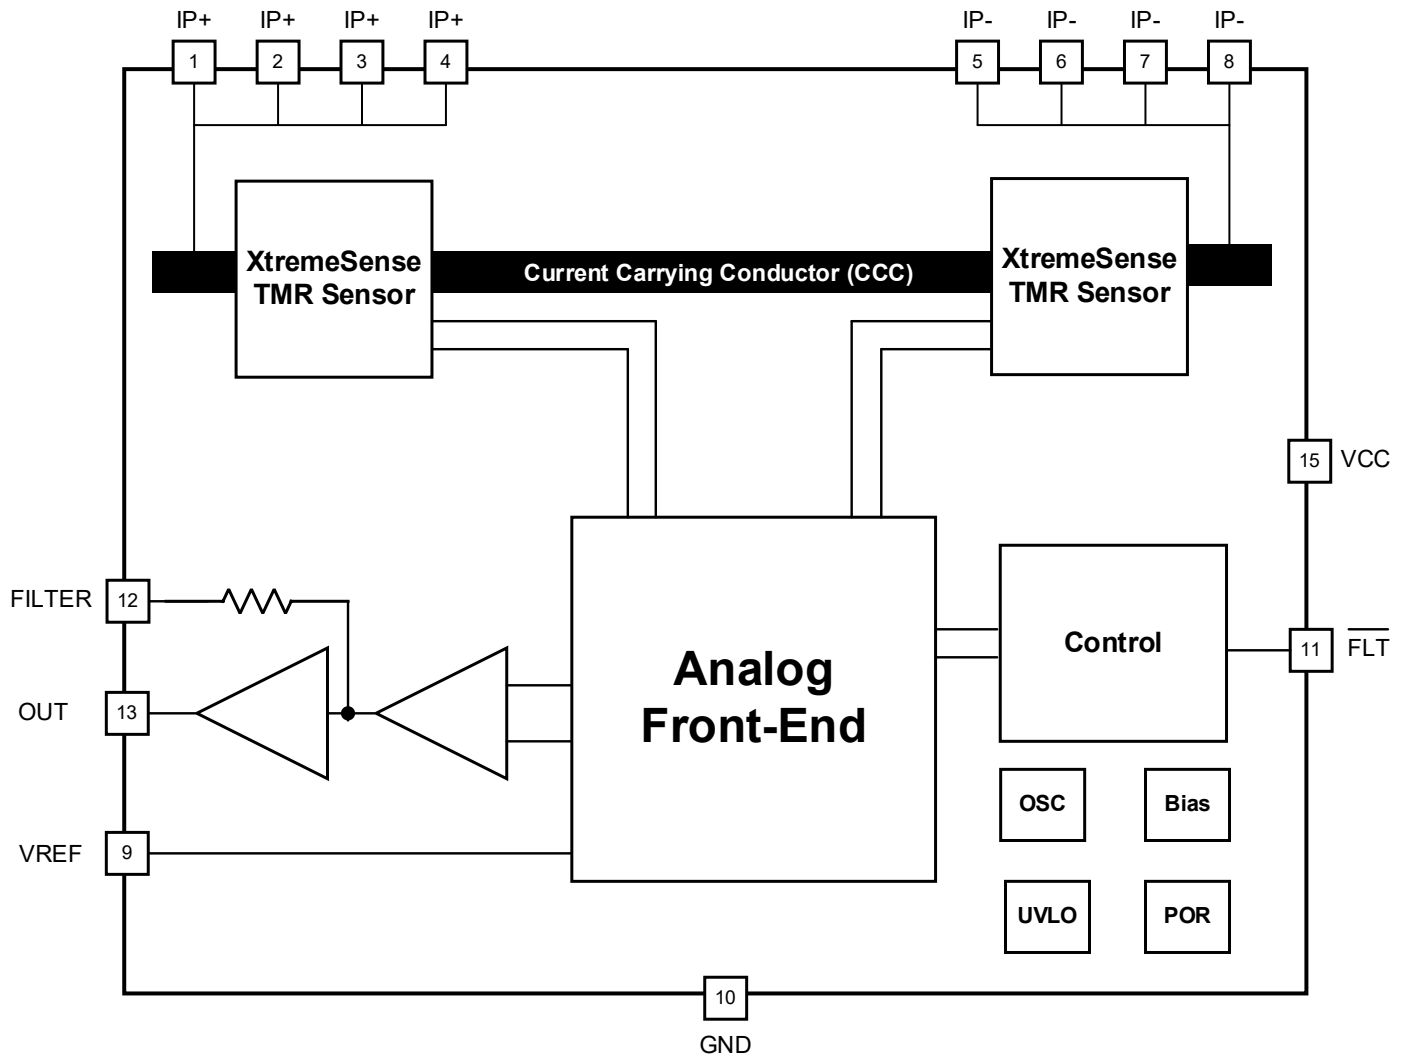 IP+ IP+ IP+ IP+ IP- IP- IP- IP-
1 2 3 4 5 6 7 8
XtremeSense
TMR Sensor
Current Carrying Conductor (CCC)
XtremeSense
TMR Sensor
15 VCC
FILTER 12
Control
11 F̅L̅T̅
Analog
Front-End
OUT 13
OSC Bias
VREF 9
UVLO POR
10
GND